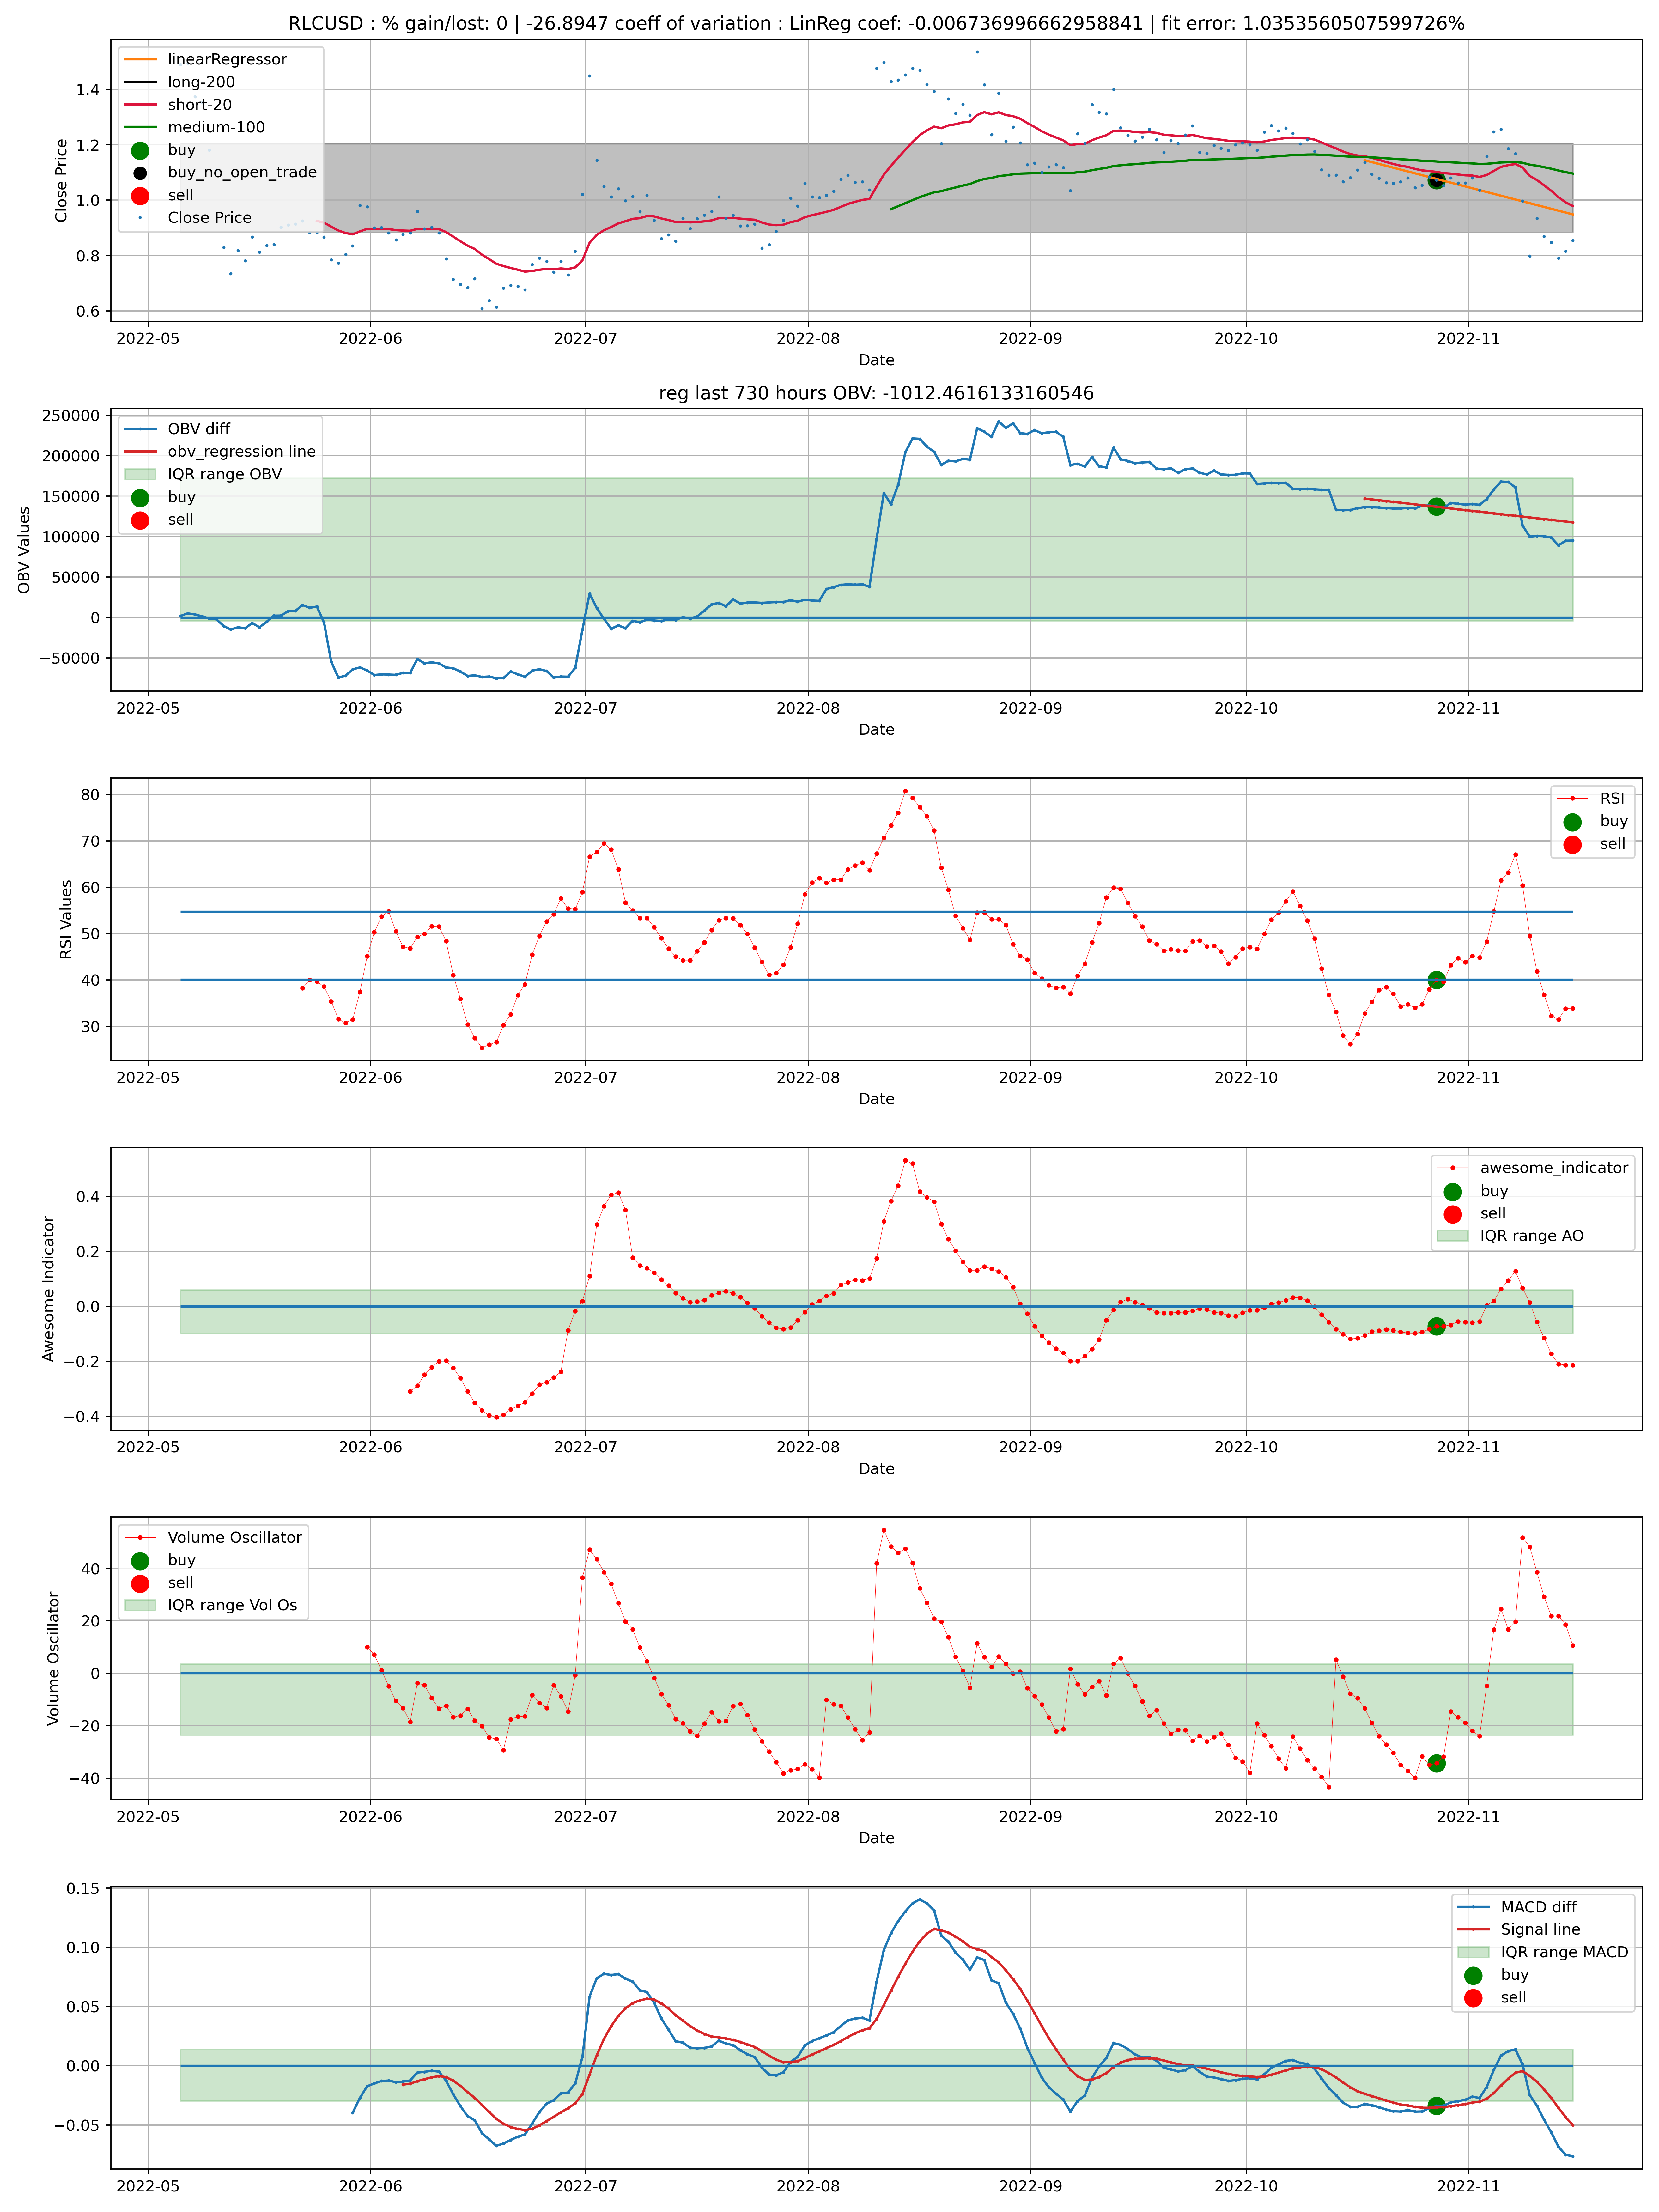 RLCUSD : % gain/lost: 0 | -26.8947 coeff of variation : LinReg coef: -0.006736996662958841 | fit error: 1.0353560507599726%
linearRegressor
long-200
short-20
medium-100
buy
buy_no_open_trade
sell
Close Price
Close Price
1.4
1.2
1.0
0.8
0.6
2022-05 2022-06 2022-07 2022-08 2022-09 2022-10 2022-11
Date
reg last 730 hours OBV: -1012.4616133160546
OBV diff
obv_regression line
IQR range OBV
buy
sell
OBV Values
250000
200000
150000
100000
50000
0
−50000
2022-05 2022-06 2022-07 2022-08 2022-09 2022-10 2022-11
Date
RSI
buy
sell
RSI Values
80
70
60
50
40
30
2022-05 2022-06 2022-07 2022-08 2022-09 2022-10 2022-11
Date
awesome_indicator
buy
sell
IQR range AO
Awesome Indicator
0.4
0.2
0.0
−0.2
−0.4
2022-05 2022-06 2022-07 2022-08 2022-09 2022-10 2022-11
Date
Volume Oscillator
buy
sell
IQR range Vol Os
Volume Oscillator
40
20
0
−20
−40
2022-05 2022-06 2022-07 2022-08 2022-09 2022-10 2022-11
Date
MACD diff
Signal line
IQR range MACD
buy
sell
0.15
0.10
0.05
0.00
−0.05
2022-05 2022-06 2022-07 2022-08 2022-09 2022-10 2022-11